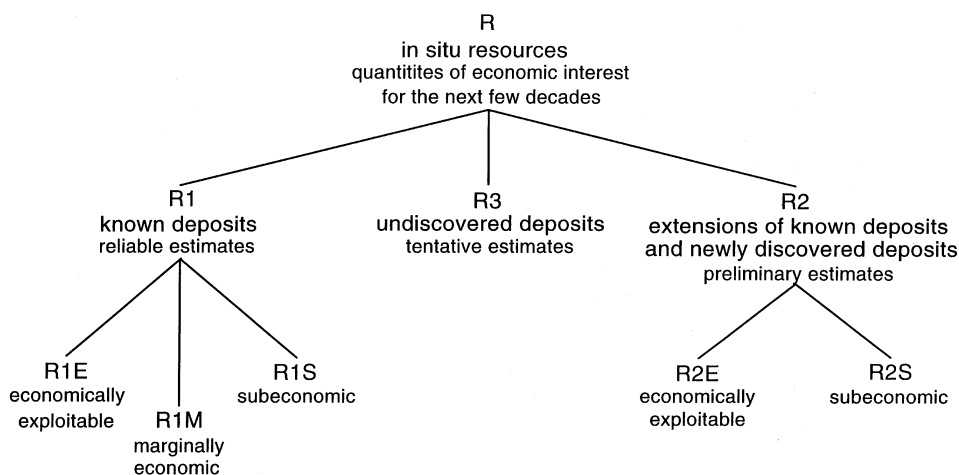 R
in situ resources
quantitites of economic interest
for the next few decades
R1
known deposits
reliable estimates
R3
undiscovered deposits
tentative estimates
R2
extensions of known deposits
and newly discovered deposits
preliminary estimates
R1E
economically
exploitable
R1M
marginally
economic
R1S
subeconomic
R2E
economically
exploitable
R2S
subeconomic